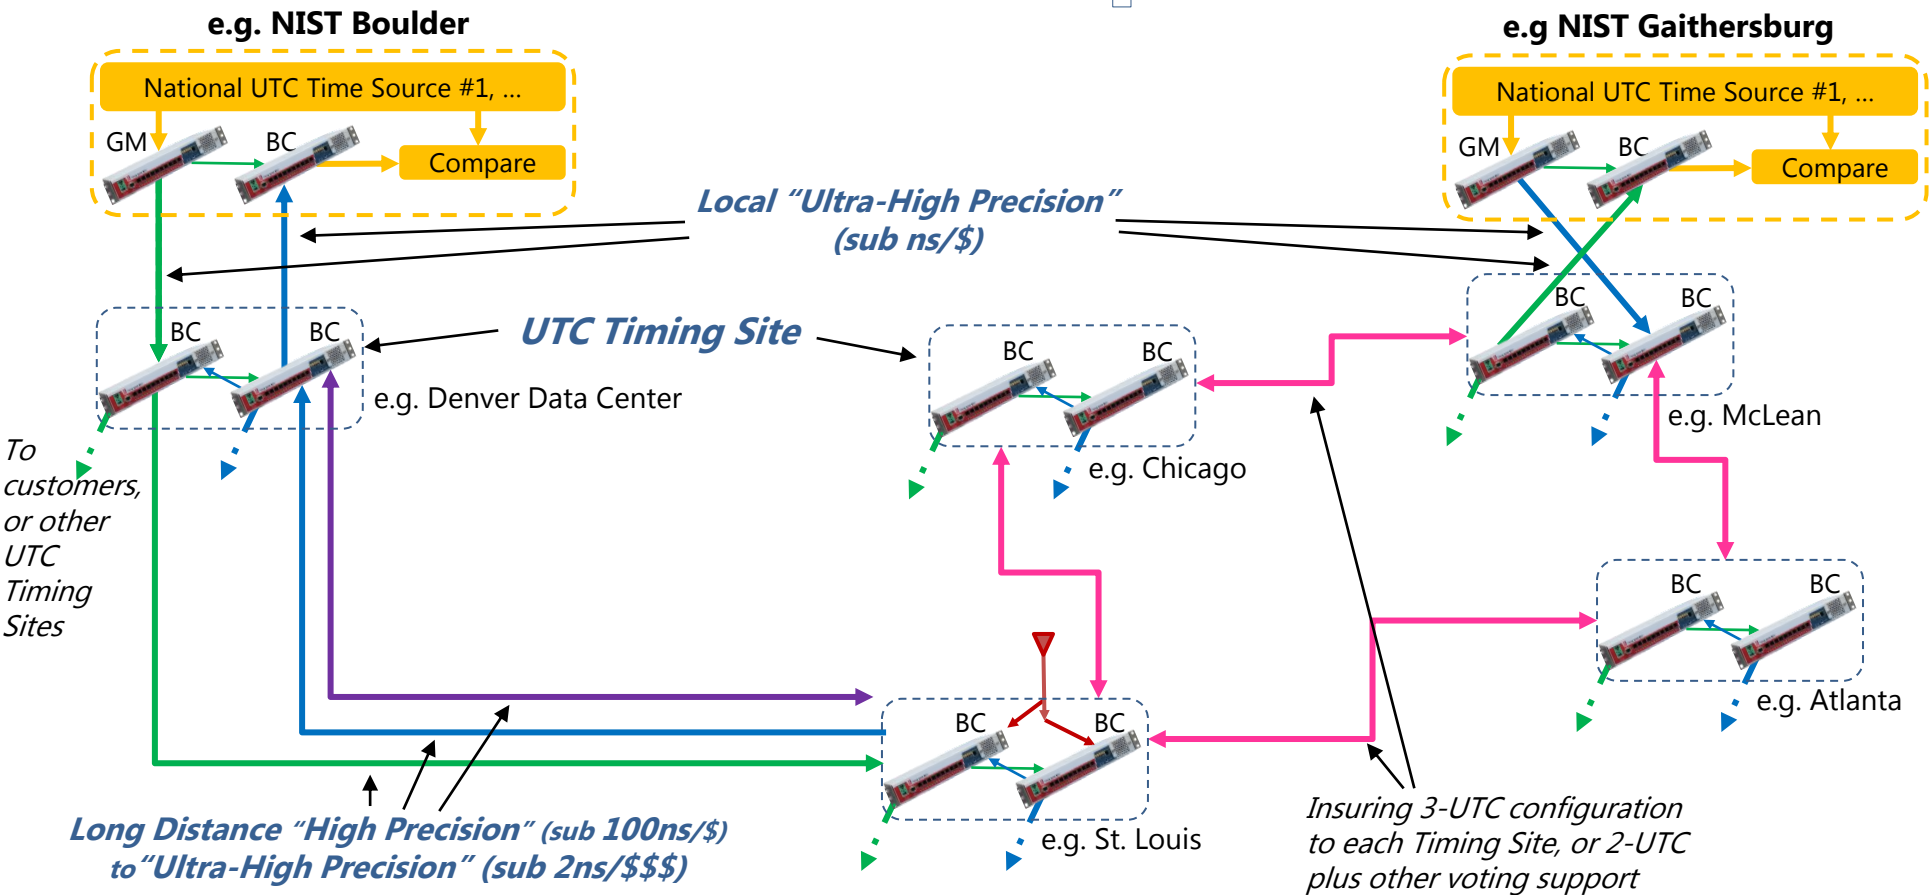 e.g. NIST Boulder
e.g NIST Gaithersburg
National UTC Time Source #1, ...
National UTC Time Source #1, ...
GM
BC
Compare
GM
BC
Compare
Local “Ultra-High Precision”
(sub ns/$)
BC
BC
UTC Timing Site
BC
BC
BC
BC
e.g. Denver Data Center
e.g. McLean
e.g. Chicago
To
customers,
or other
UTC
Timing
Sites
BC
BC
e.g. Atlanta
BC
BC
e.g. St. Louis
Long Distance “High Precision” (sub 100ns/$)
to “Ultra-High Precision” (sub 2ns/$$$)
Insuring 3-UTC configuration
to each Timing Site, or 2-UTC
plus other voting support